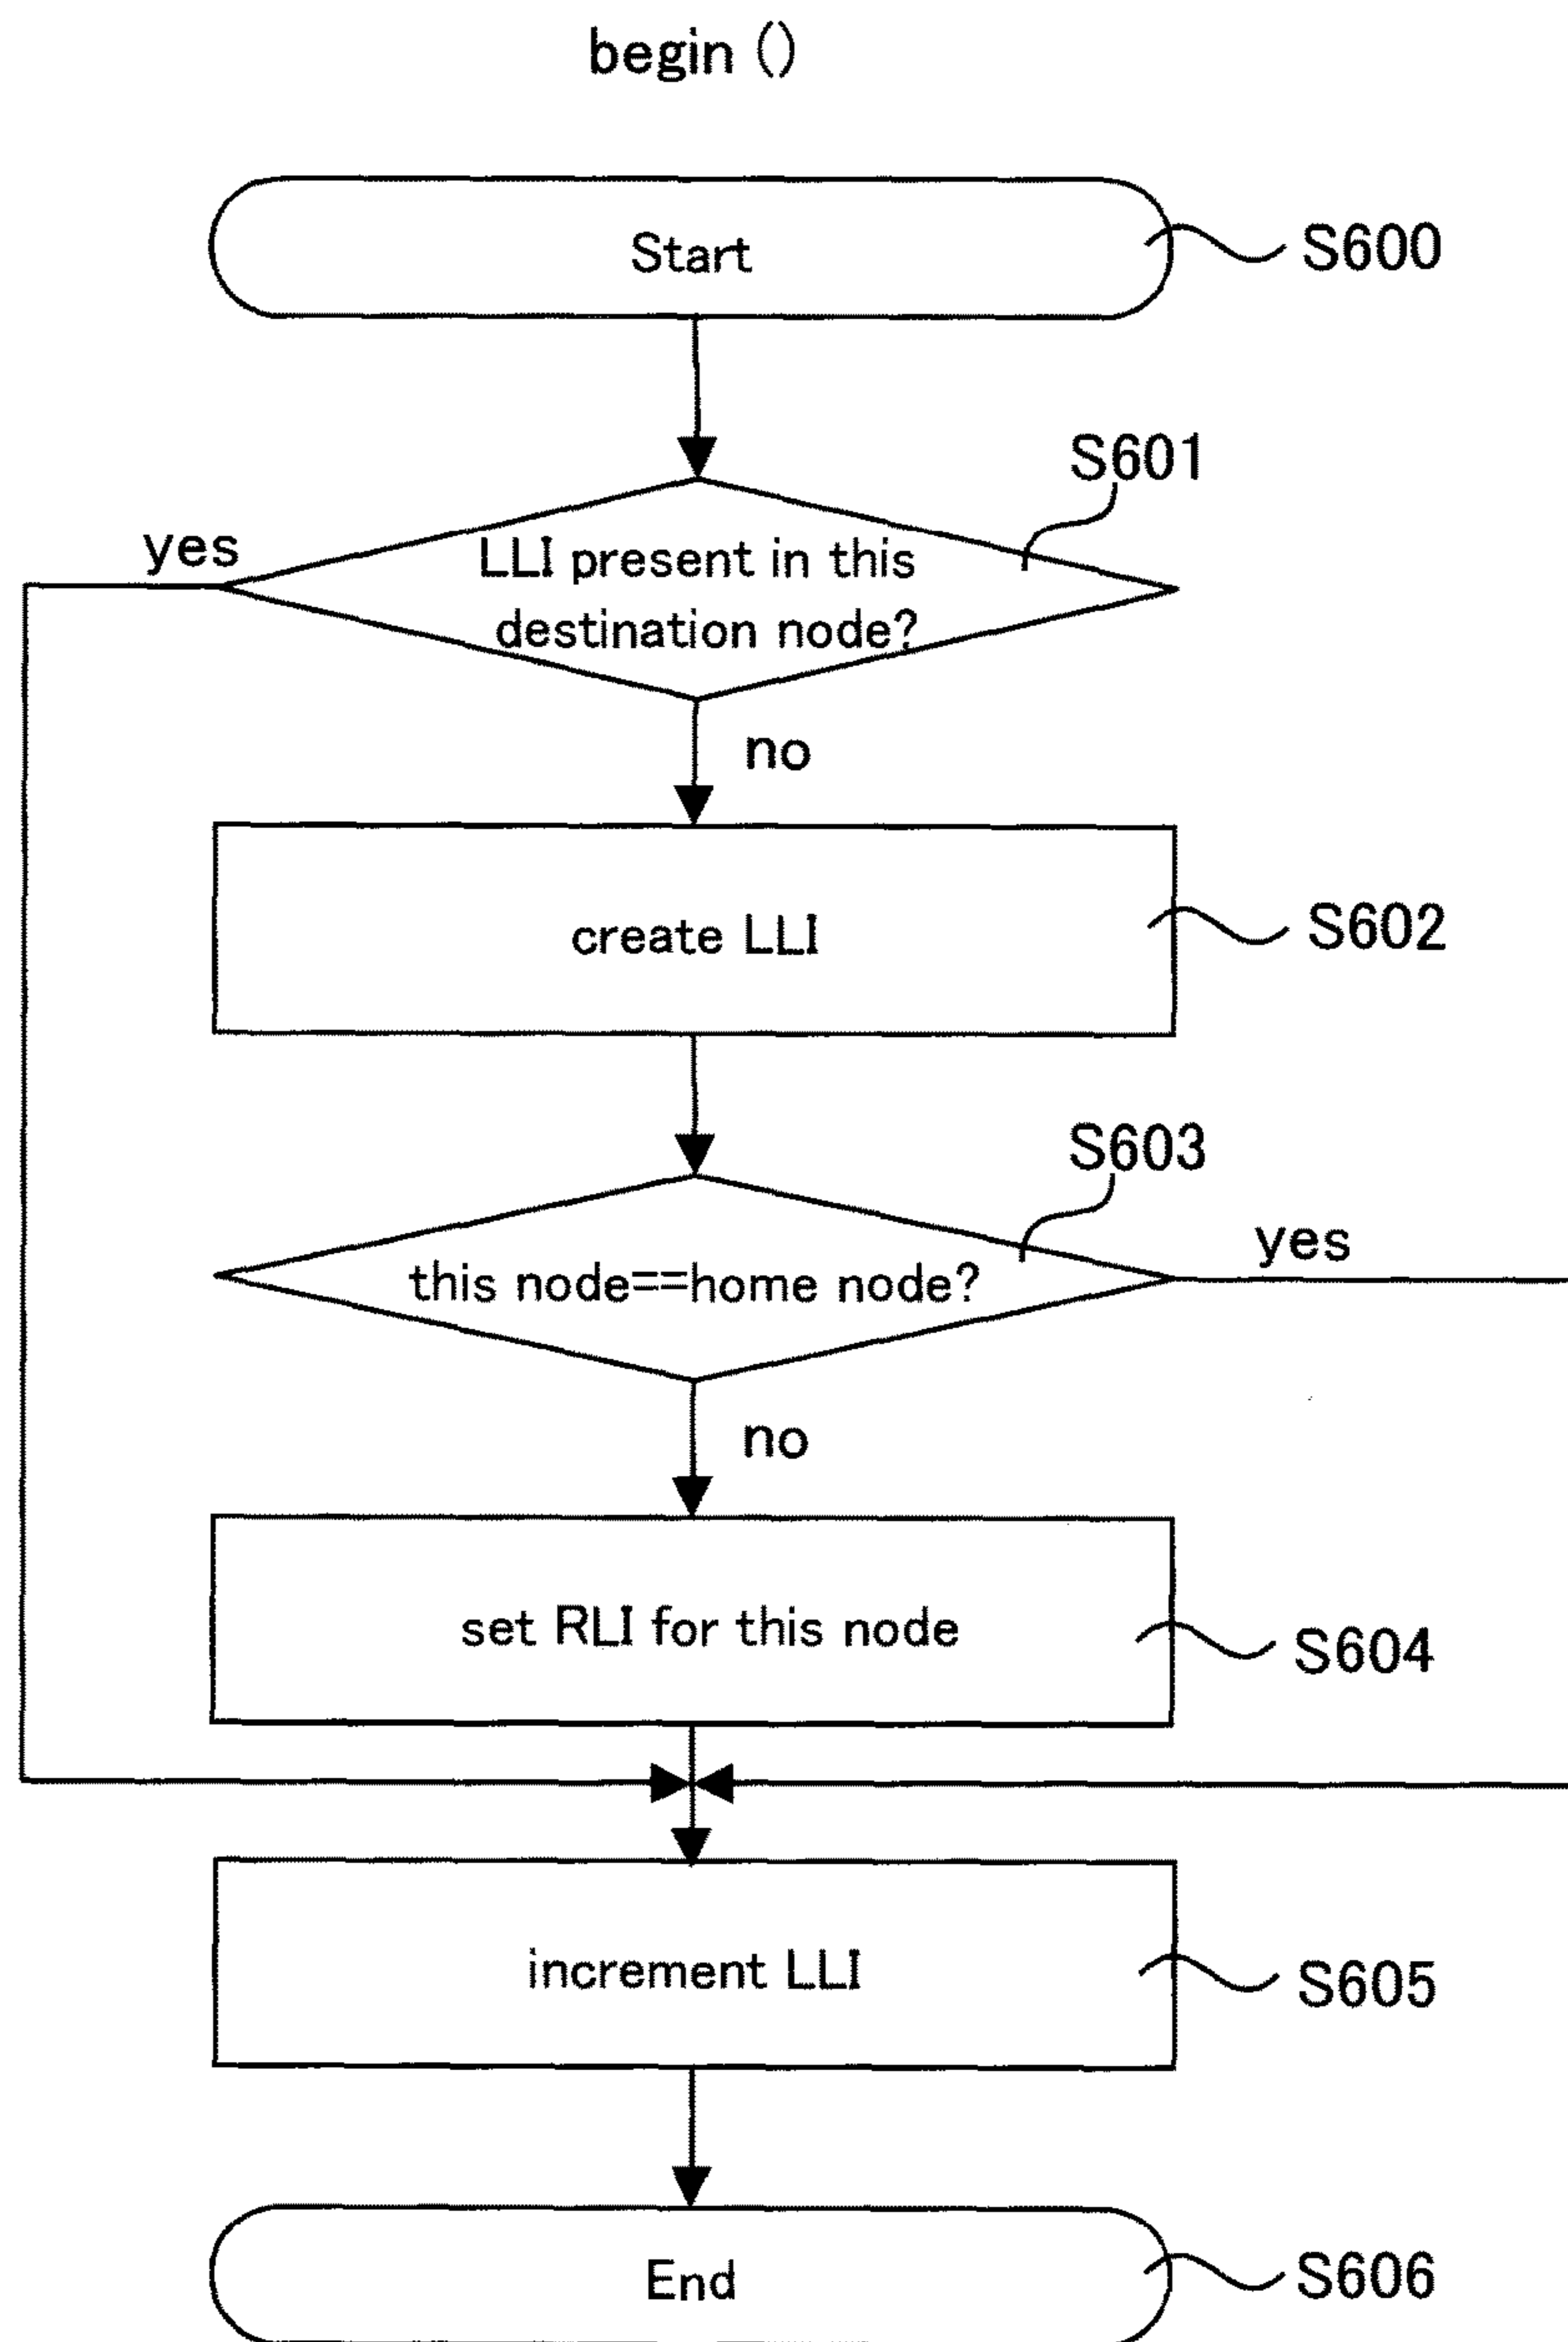 begin ()
Start
S600
S601
yes
LLI present in this
destination node?
no
create LLI
S602
S603
this node==home node?
yes
no
set RLI for this node
S604
increment LLI
S605
End
S606